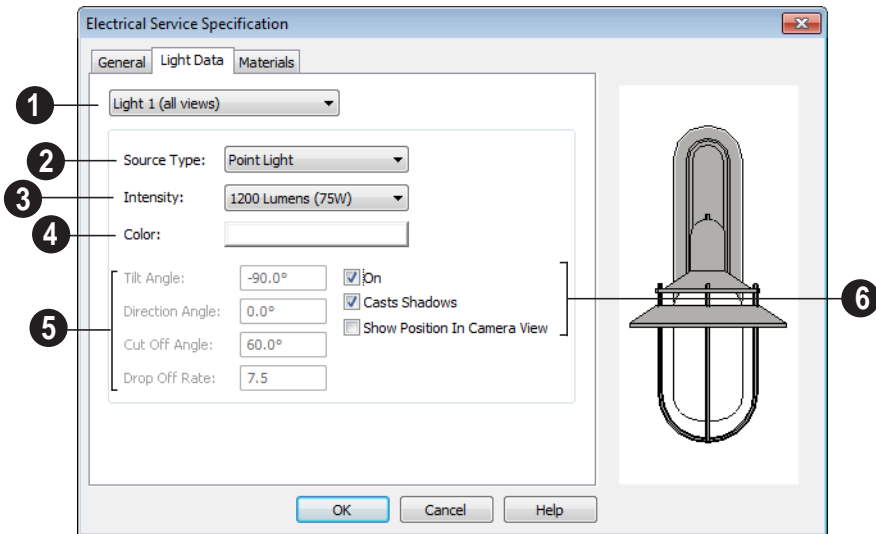 Electrical Service Specification
General Light Data Materials
1 Light 1 (all views)
2 Source Type: Point Light
3 Intensity: 1200 Lumens (75W)
4 Color:
5
Tilt Angle: -90.0° On
Direction Angle: 0.0° Casts Shadows
Cut Off Angle: 60.0° Show Position In Camera View
Drop Off Rate: 7.5
6
OK Cancel Help